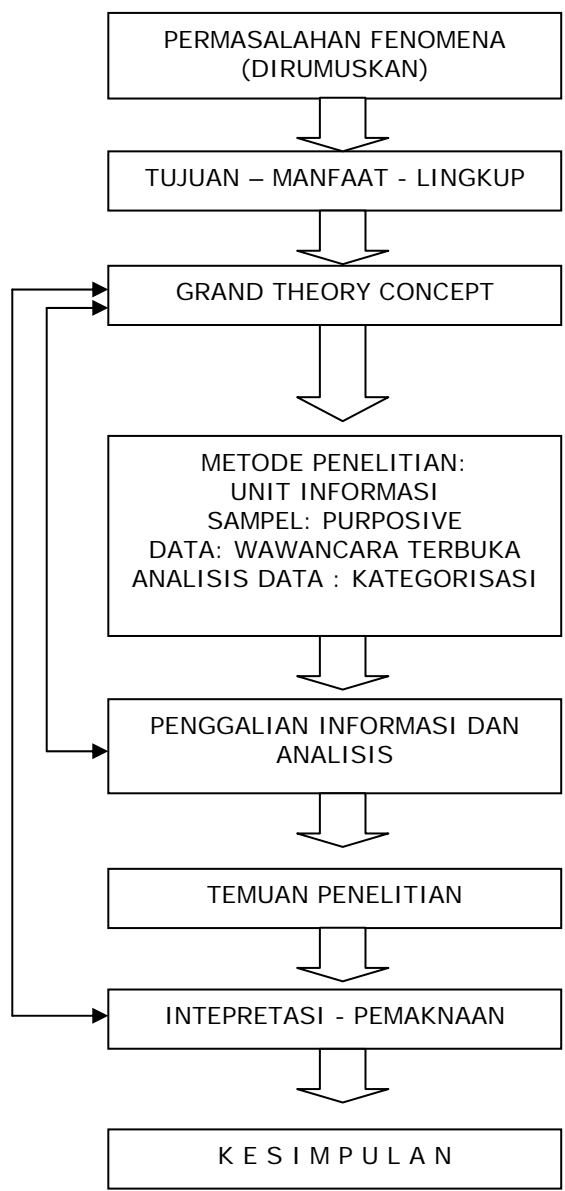 PERMASALAHAN FENOMENA
(DIRUMUSKAN)
TUJUAN – MANFAAT - LINGKUP
GRAND THEORY CONCEPT
METODE PENELITIAN:
UNIT INFORMASI
SAMPEL: PURPOSIVE
DATA: WAWANCARA TERBUKA
ANALISIS DATA : KATEGORISASI
PENGGALIAN INFORMASI DAN
ANALISIS
TEMUAN PENELITIAN
INTEPRETASI - PEMAKNAAN
K E S I M P U L A N